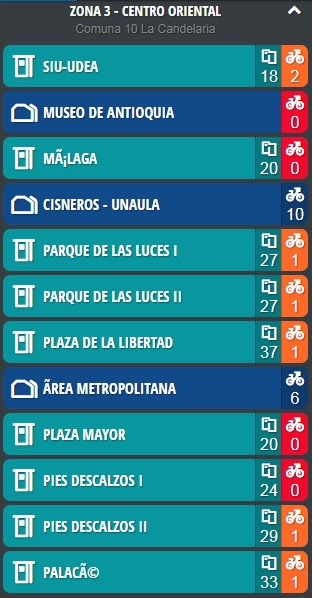 ZONA 3 - CENTRO ORIENTAL
Comuna 10 La Candelaria
SIU-UDEA 18 2
MUSEO DE ANTIOQUIA 0
MÃ¡LAGA 20 0
CISNEROS - UNAULA 10
PARQUE DE LAS LUCES I 27 1
PARQUE DE LAS LUCES II 27 1
PLAZA DE LA LIBERTAD 37 1
ÃREA METROPOLITANA 6
PLAZA MAYOR 20 0
PIES DESCALZOS I 24 0
PIES DESCALZOS II 29 1
PALACÃ© 33 1